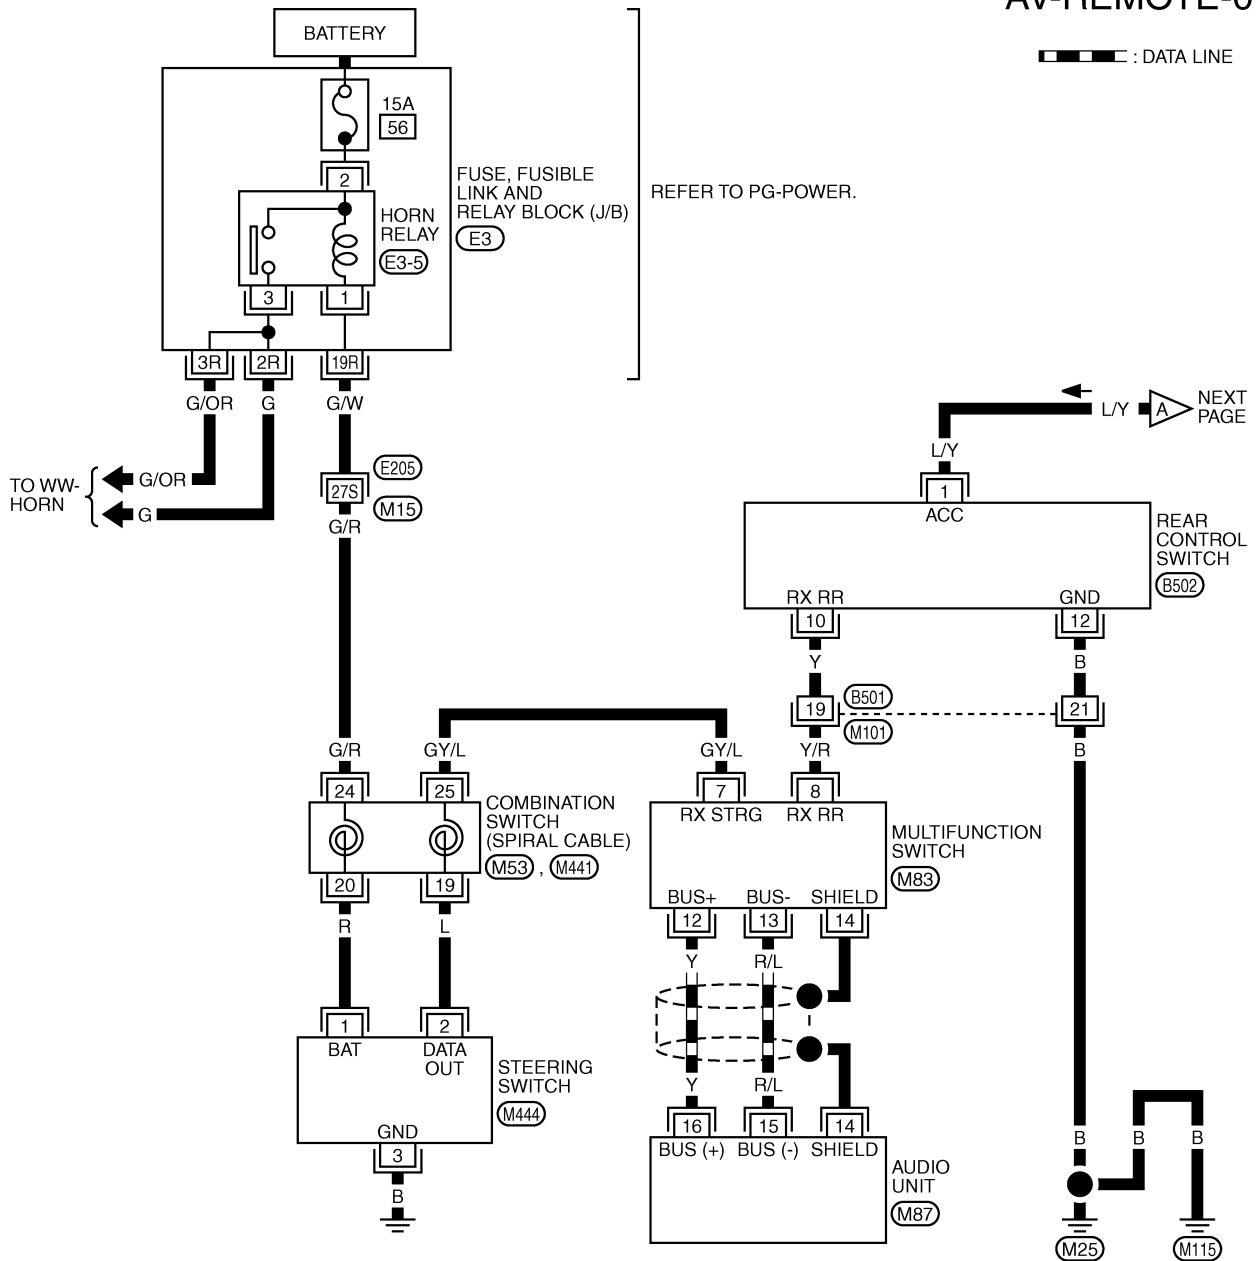 : DATA LINE
BATTERY
15A
56
2
HORN
RELAY
E3-5
FUSE, FUSIBLE
LINK AND
RELAY BLOCK (J/B)
E3
REFER TO PG-POWER.
3
1
3R
2R
19R
G/OR
G
G/W
TO WW-
HORN
G/OR
G
27S
E205
M15
G/R
L/Y
A
NEXT
PAGE
L/Y
1
ACC
REAR
CONTROL
SWITCH
B502
RX RR
GND
10
12
Y
B
19
B501
M101
21
G/R
GY/L
GY/L
Y/R
B
24
25
COMBINATION
SWITCH
(SPIRAL CABLE)
M53 , M441
7
8
RX STRG
RX RR
MULTIFUNCTION
SWITCH
M83
20
19
BUS+
BUS-
SHIELD
12
13
14
R
L
Y
R/L
1
2
BAT
DATA
OUT
STEERING
SWITCH
M444
GND
3
B
Y
R/L
16
15
14
BUS (+)
BUS (-)
SHIELD
AUDIO
UNIT
M87
B
B
B
M25
M115